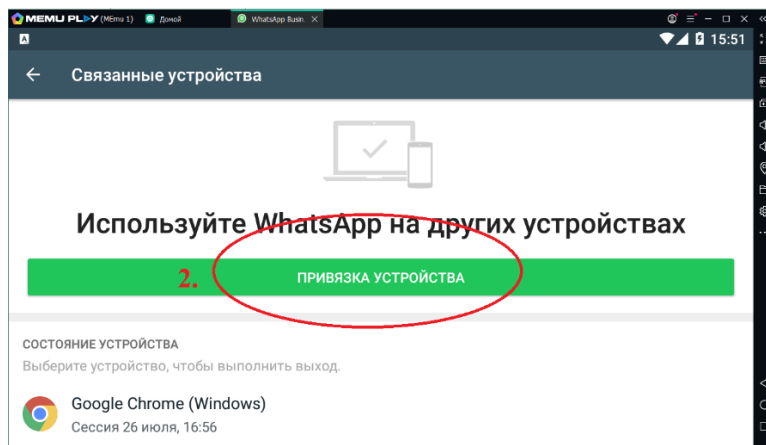 MEMU PLAY (MEmu 1) Домой WhatsApp Busin.
A 15:51
Связанные устройства
Используйте WhatsApp на других устройствах
2. ПРИВЯЗКА УСТРОЙСТВА
СОСТОЯНИЕ УСТРОЙСТВА
Выберите устройство, чтобы выполнить выход.
Google Chrome (Windows)
Сессия 26 июля, 16:56